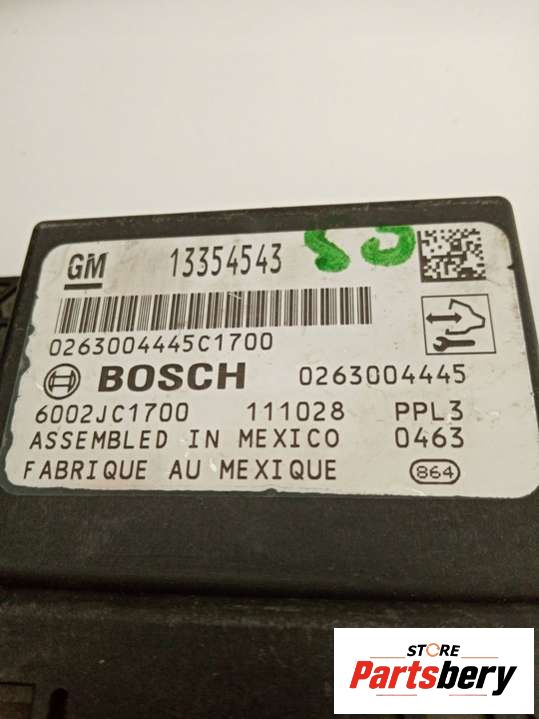 GM 13354543
0263004445C1700
BOSCH 0263004445
6002JC1700 111028 PPL3
ASSEMBLED IN MEXICO 0463
FABRIQUE AU MEXIQUE 864
STORE
Partsbery